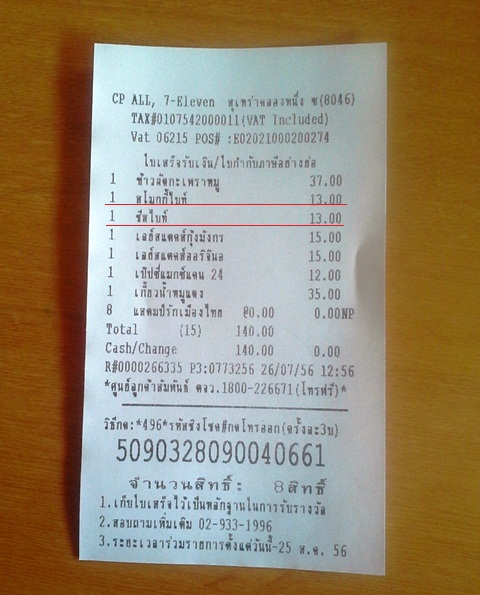 CP ALL, 7-Eleven สุเหร่าคลองหนึ่ง ซ(8046)
TAX#0107542000011(VAT Included)
Vat 06215 POS# :E02021000200274
ใบเสร็จรับเงิน/ใบกำกับภาษีอย่างย่อ
1 ข้าวผัดกะเพราหมู 37.00
1 สโมกกี้ไบท์ 13.00
1 ชีสไบท์ 13.00
1 เลย์สแตคส์กุ้งมังกร 15.00
1 เลย์สแตคส์ออริจินอ 15.00
1 เป๊ปซี่แมกซ์แคน 24 12.00
1 เกี๊ยวน้ำหมูแดง 35.00
8 แสตมป์รักเมืองไทย @0.00 0.00NP
Total (15) 140.00
Cash/Change 140.00 0.00
R#0000266335 P3:0773256 26/07/56 12:56
*ศูนย์ลูกค้าสัมพันธ์ ตจว.1800-226671(โทรฟรี)*
วิธีกด:*496*รหัสชิงโชค#กดโทรออก(ครั้งละ3บ)
5090328090040661
จำนวนสิทธิ์: 8สิทธิ์
1.เก็บใบเสร็จไว้เป็นหลักฐานในการรับรางวัล
2.สอบถามเพิ่มเติม 02-933-1996
3.ระยะเวลาร่วมรายการตั้งแต่วันนี้-25 ส.ค. 56